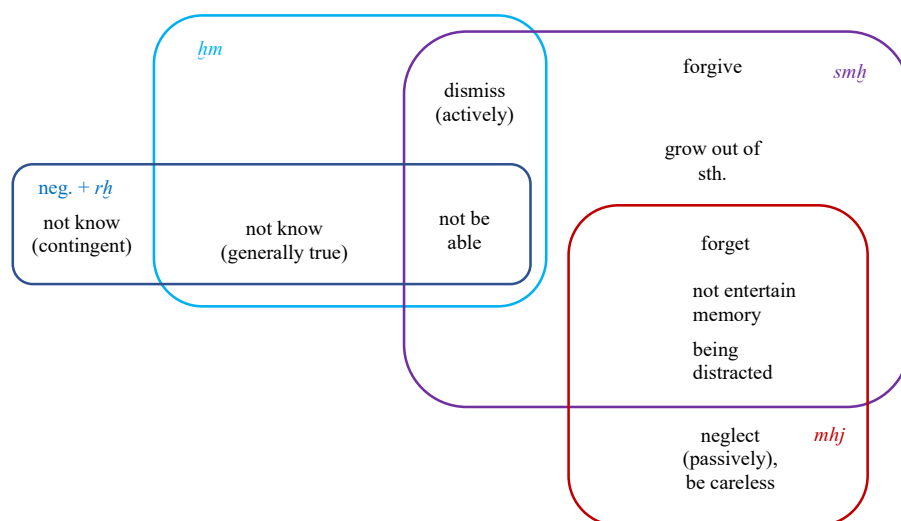 ḫm
forgive
smḫ
dismiss
(actively)
grow out of
sth.
neg. + rḫ
not know
(contingent)
not know
(generally true)
not be
able
forget
not entertain
memory
being
distracted
neglect
(passively),
be careless
mhj